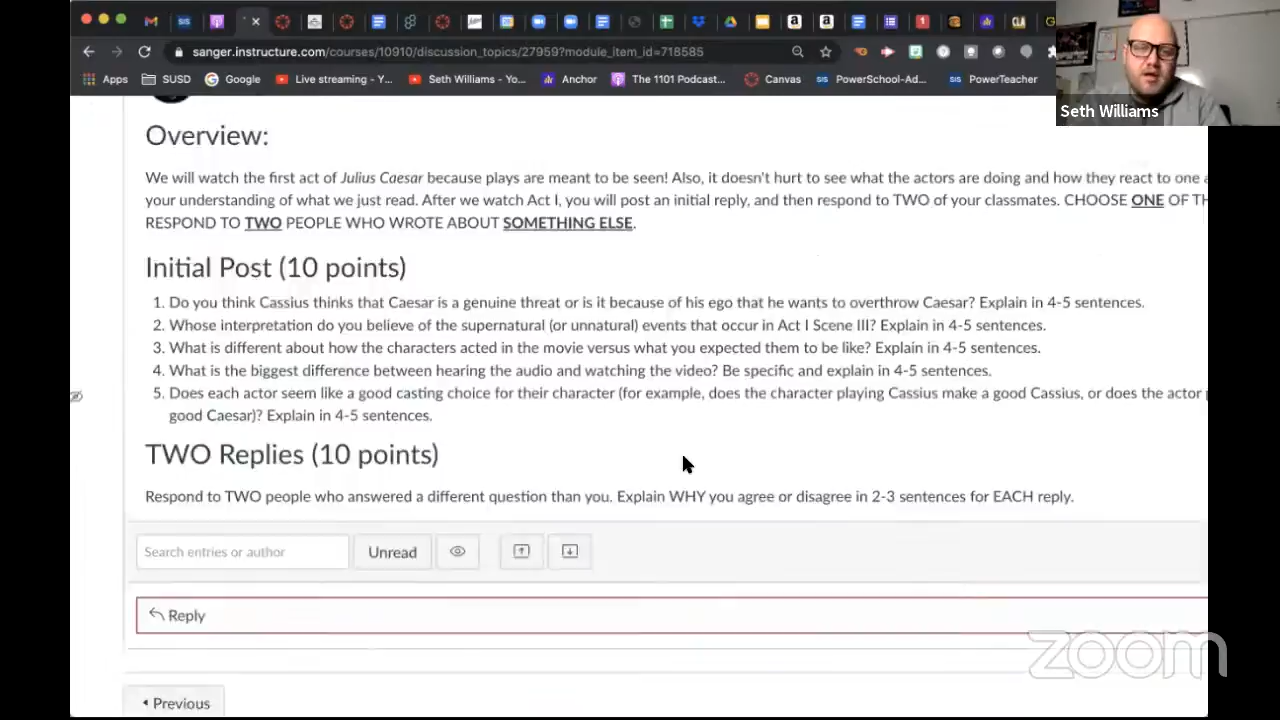 sanger.instructure.com/courses/10910/discussion_topics/27959?module_item_id=718585
Apps SUSD Google Live streaming - Y... Seth Williams - Yo... Anchor The 1101 Podcast... Canvas SIS PowerSchool-Ad... SIS PowerTeacher
Seth Williams
Overview:
We will watch the first act of Julius Caesar because plays are meant to be seen! Also, it doesn't hurt to see what the actors are doing and how they react to one a
your understanding of what we just read. After we watch Act I, you will post an initial reply, and then respond to TWO of your classmates. CHOOSE ONE OF TH
RESPOND TO TWO PEOPLE WHO WROTE ABOUT SOMETHING ELSE.
Initial Post (10 points)
1. Do you think Cassius thinks that Caesar is a genuine threat or is it because of his ego that he wants to overthrow Caesar? Explain in 4-5 sentences.
2. Whose interpretation do you believe of the supernatural (or unnatural) events that occur in Act I Scene III? Explain in 4-5 sentences.
3. What is different about how the characters acted in the movie versus what you expected them to be like? Explain in 4-5 sentences.
4. What is the biggest difference between hearing the audio and watching the video? Be specific and explain in 4-5 sentences.
5. Does each actor seem like a good casting choice for their character (for example, does the character playing Cassius make a good Cassius, or does the actor
good Caesar)? Explain in 4-5 sentences.
TWO Replies (10 points)
Respond to TWO people who answered a different question than you. Explain WHY you agree or disagree in 2-3 sentences for EACH reply.
Search entries or author Unread
Reply
zoom
Previous